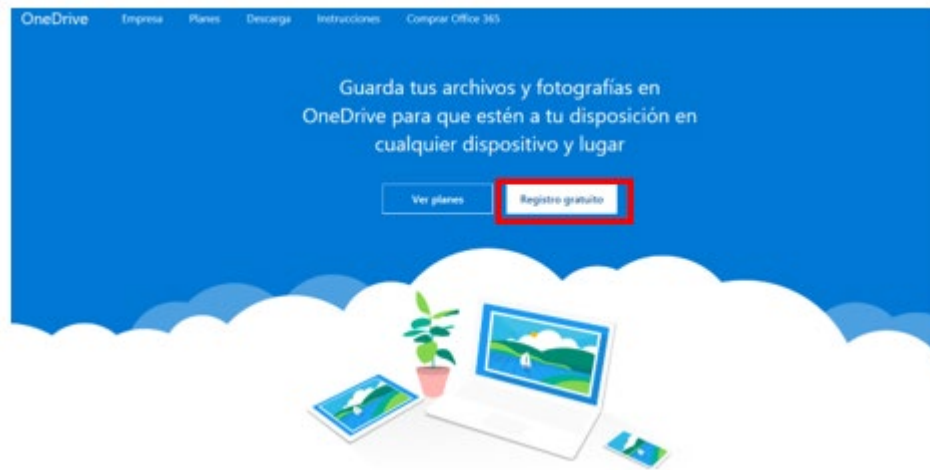 OneDrive Empresa Planes Descarga Instrucciones Comprar Office 365
Guarda tus archivos y fotografías en
OneDrive para que estén a tu disposición en
cualquier dispositivo y lugar
Ver planes Registro gratuito